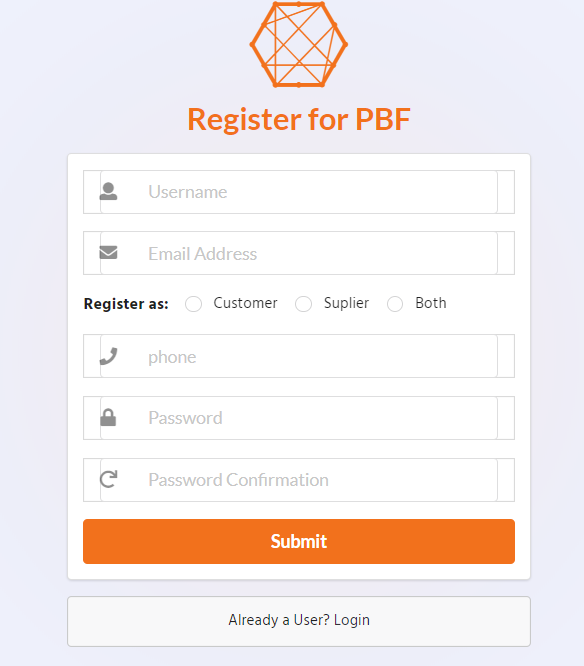 Register for PBF
Username
Email Address
Register as: Customer Suplier Both
phone
Password
Password Confirmation
Submit
Already a User? Login